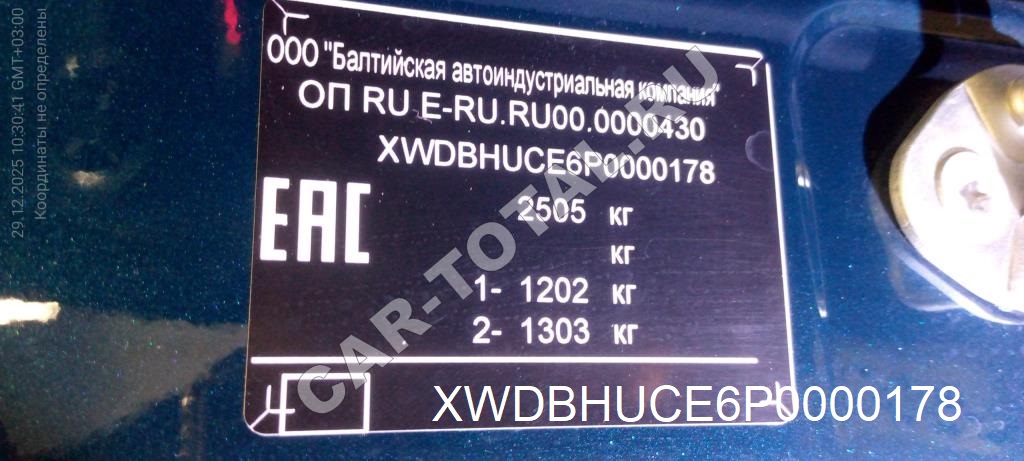 29.12.2025 10:30:41 GMT+03:00
Координаты не определены
ООО "Балтийская автоиндустриальная компания"
ОП RU E-RU.RU00.0000430
XWDBHUCE6P0000178
EAC
2505 кг
кг
1- 1202 кг
2- 1303 кг
XWDBHUCE6P0000178
CAR-TOTAL.RU